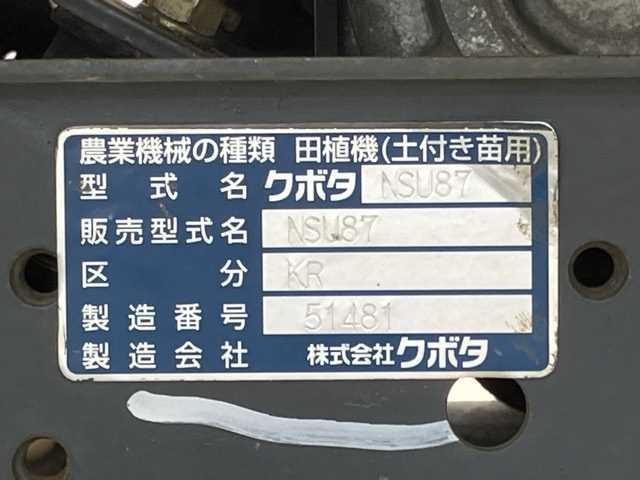 農業機械の種類 田植機(土付き苗用)
型式名 クボタ NSU87
販売型式名 NSU87
区分 KR
製造番号 51481
製造会社 株式会社クボタ